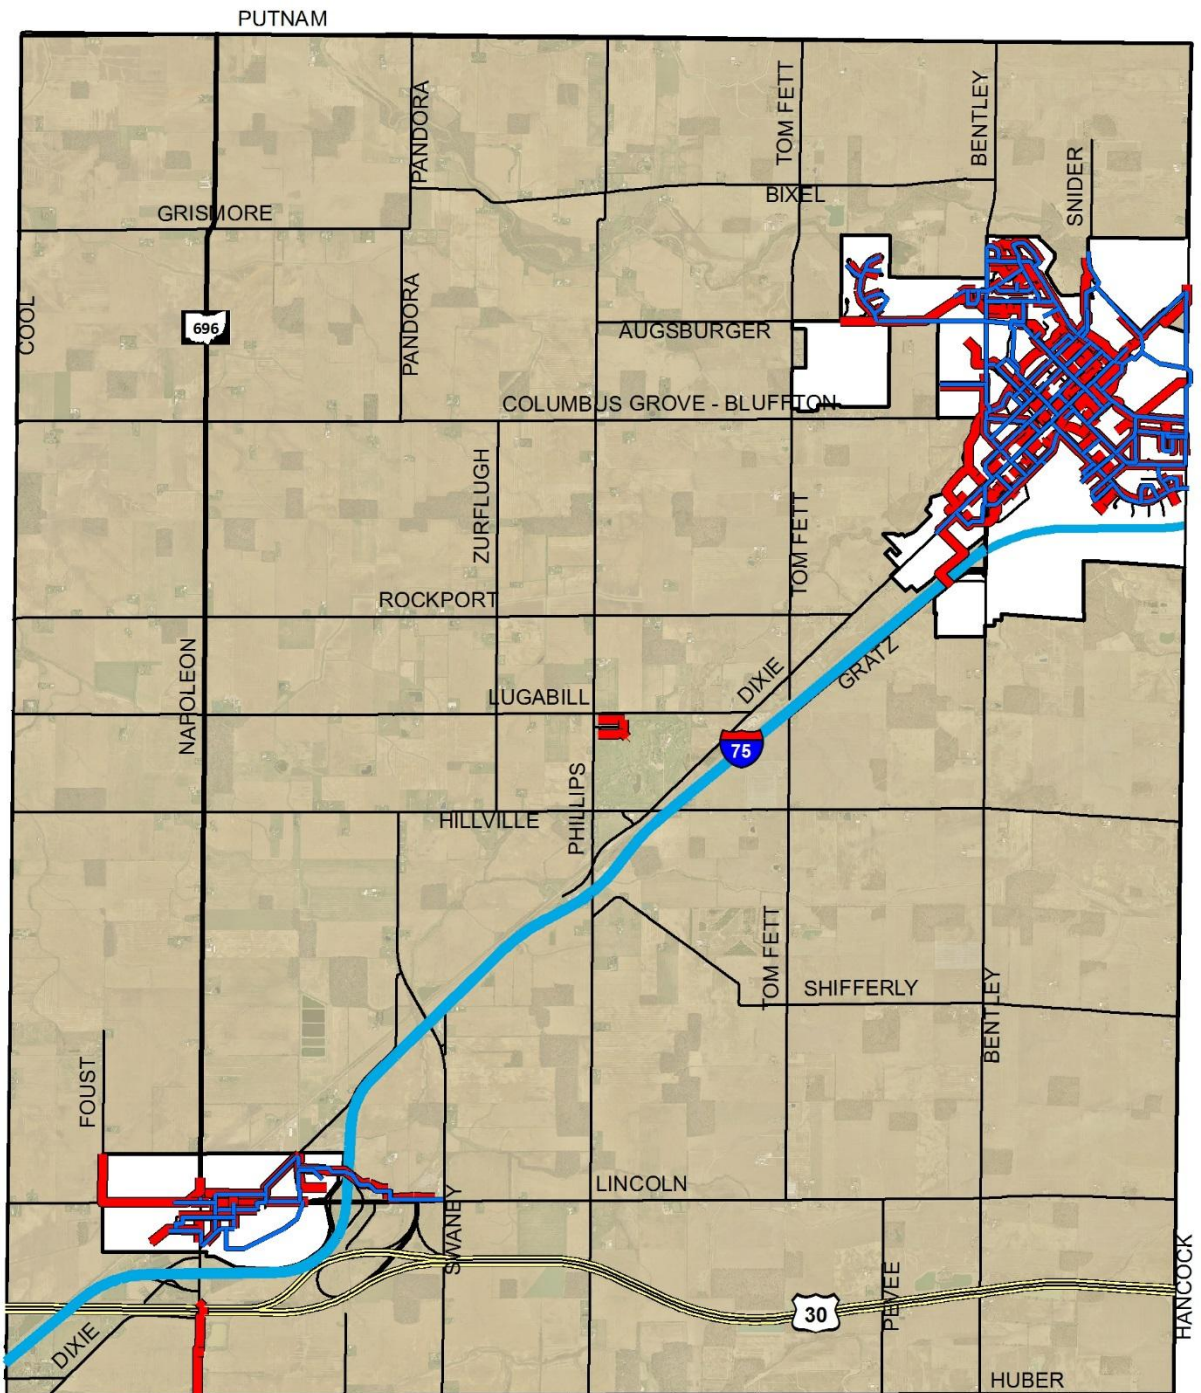 PUTNAM
PANDORA
TOM FETT
BENTLEY
SNIDER
BIXEL
GRISMORE
COOL
696
PANDORA
AUGSBURGER
COLUMBUS GROVE - BLUFFTON
ZURFLUGH
TOM FETT
ROCKPORT
NAPOLEON
LUGABILL
DIXIE
GRATZ
75
PHILLIPS
HILLVILLE
TOM FETT
SHIFFERLY
BENTLEY
FOUST
LINCOLN
SWANEY
PEVEE
HANCOCK
30
DIXIE
HUBER